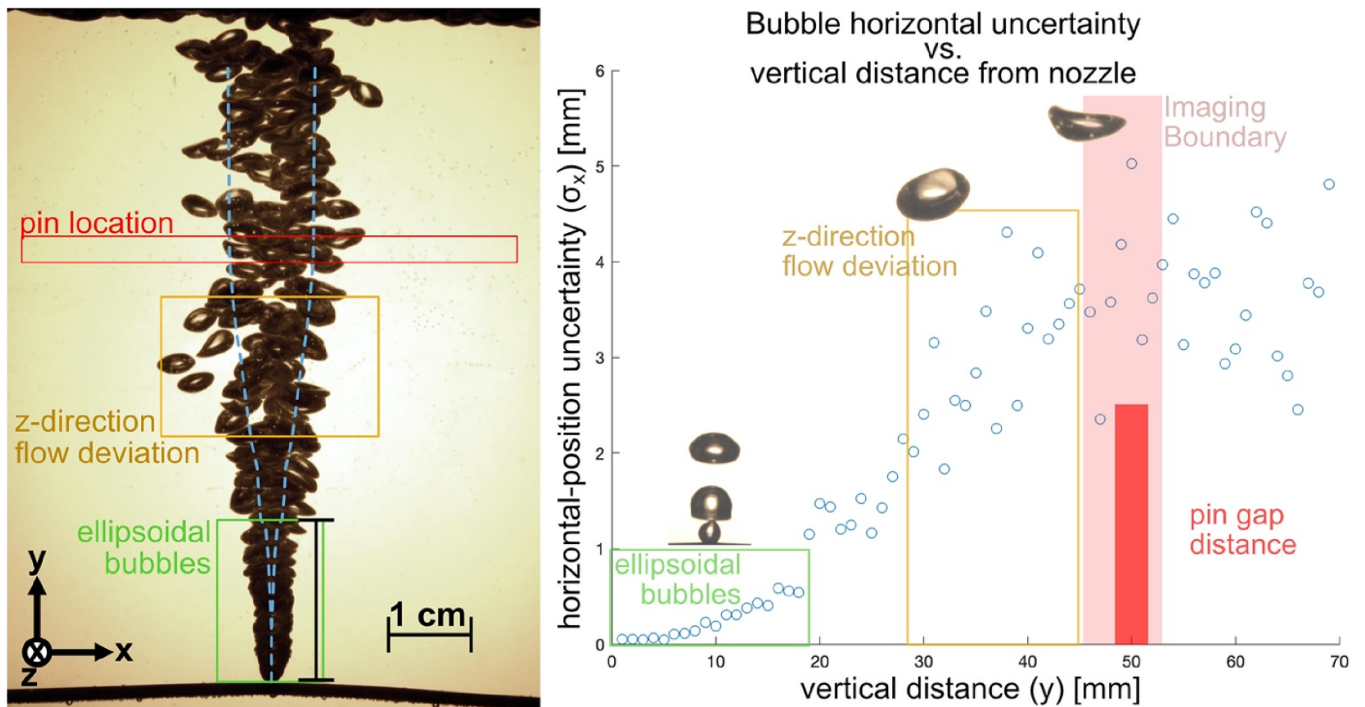 pin location
z-direction
flow deviation
ellipsoidal
bubbles
1 cm
y
x
z
Bubble horizontal uncertainty
vs.
vertical distance from nozzle
horizontal-position uncertainty (σₓ) [mm]
6
5
4
3
2
1
0
Imaging
Boundary
z-direction
flow deviation
ellipsoidal
bubbles
pin gap
distance
0 10 20 30 40 50 60 70
vertical distance (y) [mm]